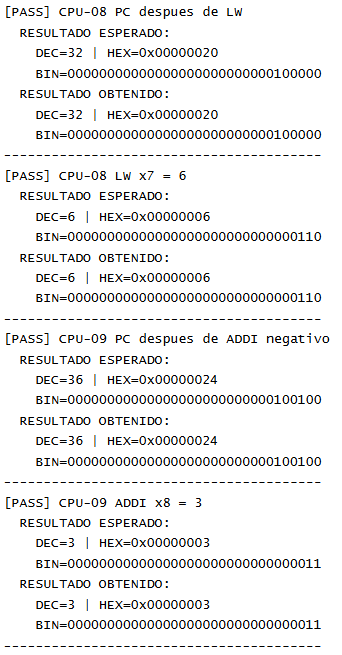 [PASS] CPU-08 PC despues de LW
RESULTADO ESPERADO:
DEC=32 | HEX=0x00000020
BIN=00000000000000000000000000100000
RESULTADO OBTENIDO:
DEC=32 | HEX=0x00000020
BIN=00000000000000000000000000100000
---------------------------------------
[PASS] CPU-08 LW x7 = 6
RESULTADO ESPERADO:
DEC=6 | HEX=0x00000006
BIN=00000000000000000000000000000110
RESULTADO OBTENIDO:
DEC=6 | HEX=0x00000006
BIN=00000000000000000000000000000110
---------------------------------------
[PASS] CPU-09 PC despues de ADDI negativo
RESULTADO ESPERADO:
DEC=36 | HEX=0x00000024
BIN=00000000000000000000000000100100
RESULTADO OBTENIDO:
DEC=36 | HEX=0x00000024
BIN=00000000000000000000000000100100
---------------------------------------
[PASS] CPU-09 ADDI x8 = 3
RESULTADO ESPERADO:
DEC=3 | HEX=0x00000003
BIN=00000000000000000000000000000011
RESULTADO OBTENIDO:
DEC=3 | HEX=0x00000003
BIN=00000000000000000000000000000011
---------------------------------------